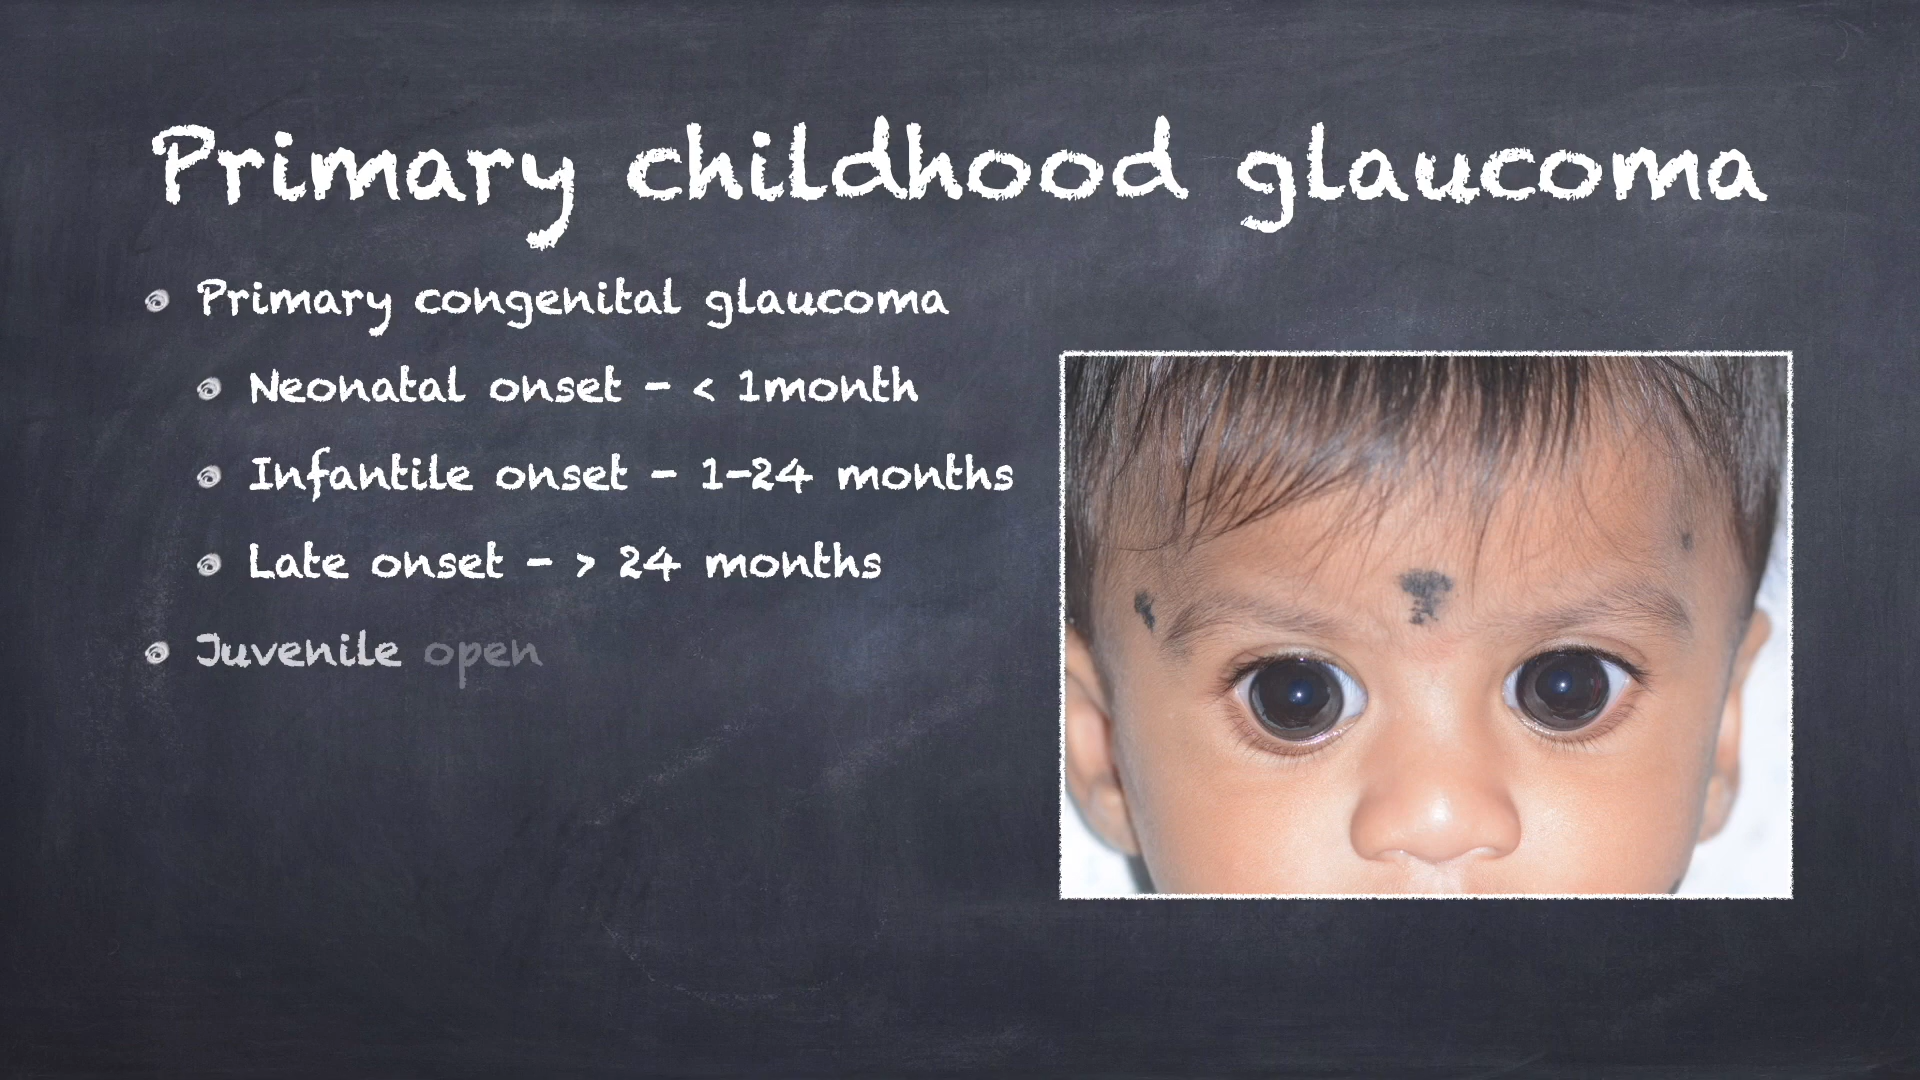 Primary childhood glaucoma
Primary congenital glaucoma
Neonatal onset - < 1month
Infantile onset - 1-24 months
Late onset - > 24 months
Juvenile open